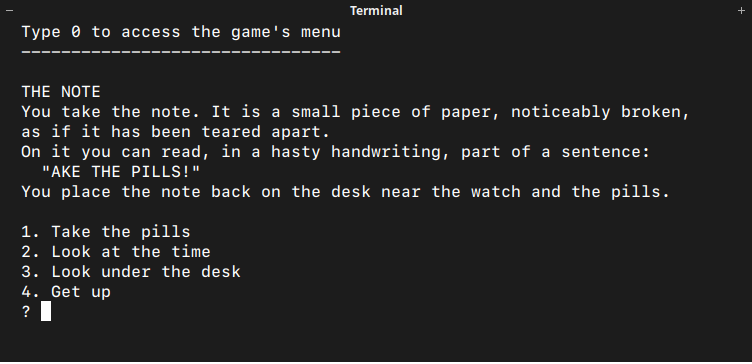 Terminal
Type 0 to access the game's menu
--------------------------------
THE NOTE
You take the note. It is a small piece of paper, noticeably broken,
as if it has been teared apart.
On it you can read, in a hasty handwriting, part of a sentence:
"AKE THE PILLS!"
You place the note back on the desk near the watch and the pills.
1. Take the pills
2. Look at the time
3. Look under the desk
4. Get up
?